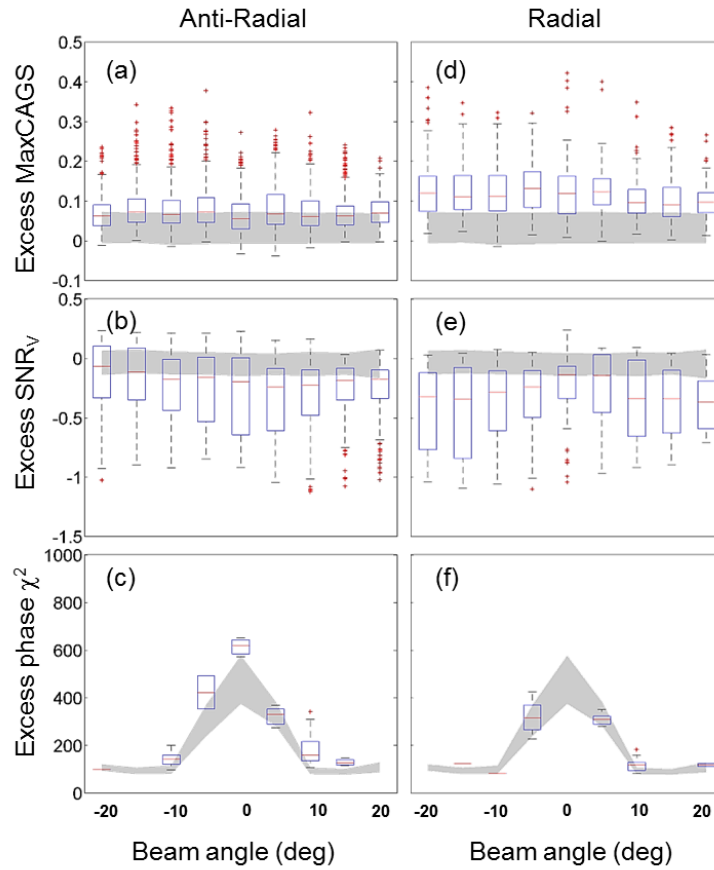 Anti-Radial
Radial
Excess MaxCAGS
0.5
0.4
0.3
0.2
0.1
0
-0.1
(a)
(d)
Excess SNR_V
0.5
0
-0.5
-1
-1.5
(b)
(e)
Excess phase χ²
1000
800
600
400
200
0
(c)
(f)
-20
-10
0
10
20
-20
-10
0
10
20
Beam angle (deg)
Beam angle (deg)